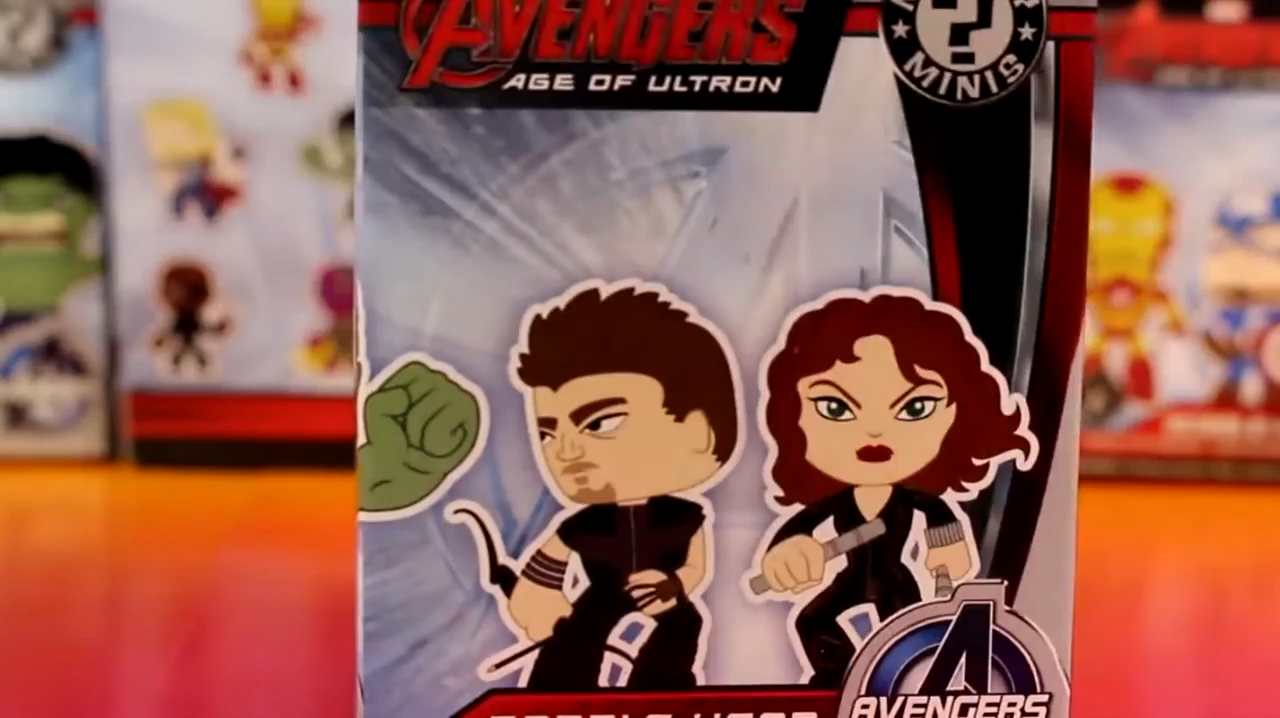 AVENGERS
AGE OF ULTRON
?
MINIS
A
AVENGERS